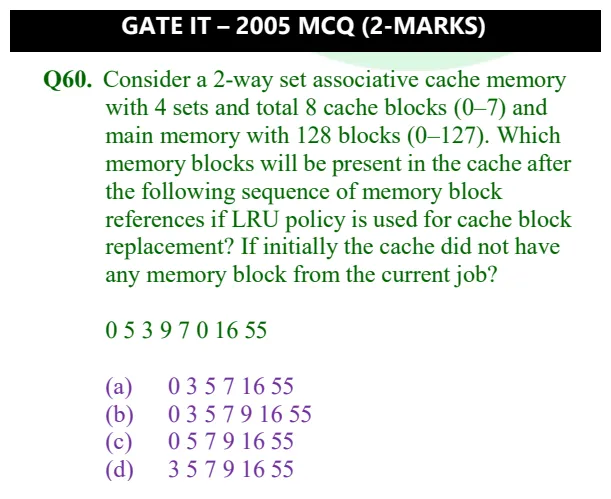 GATE IT – 2005 MCQ (2-MARKS)
Q60. Consider a 2-way set associative cache memory
with 4 sets and total 8 cache blocks (0–7) and
main memory with 128 blocks (0–127). Which
memory blocks will be present in the cache after
the following sequence of memory block
references if LRU policy is used for cache block
replacement? If initially the cache did not have
any memory block from the current job?
0 5 3 9 7 0 16 55
(a) 0 3 5 7 16 55
(b) 0 3 5 7 9 16 55
(c) 0 5 7 9 16 55
(d) 3 5 7 9 16 55